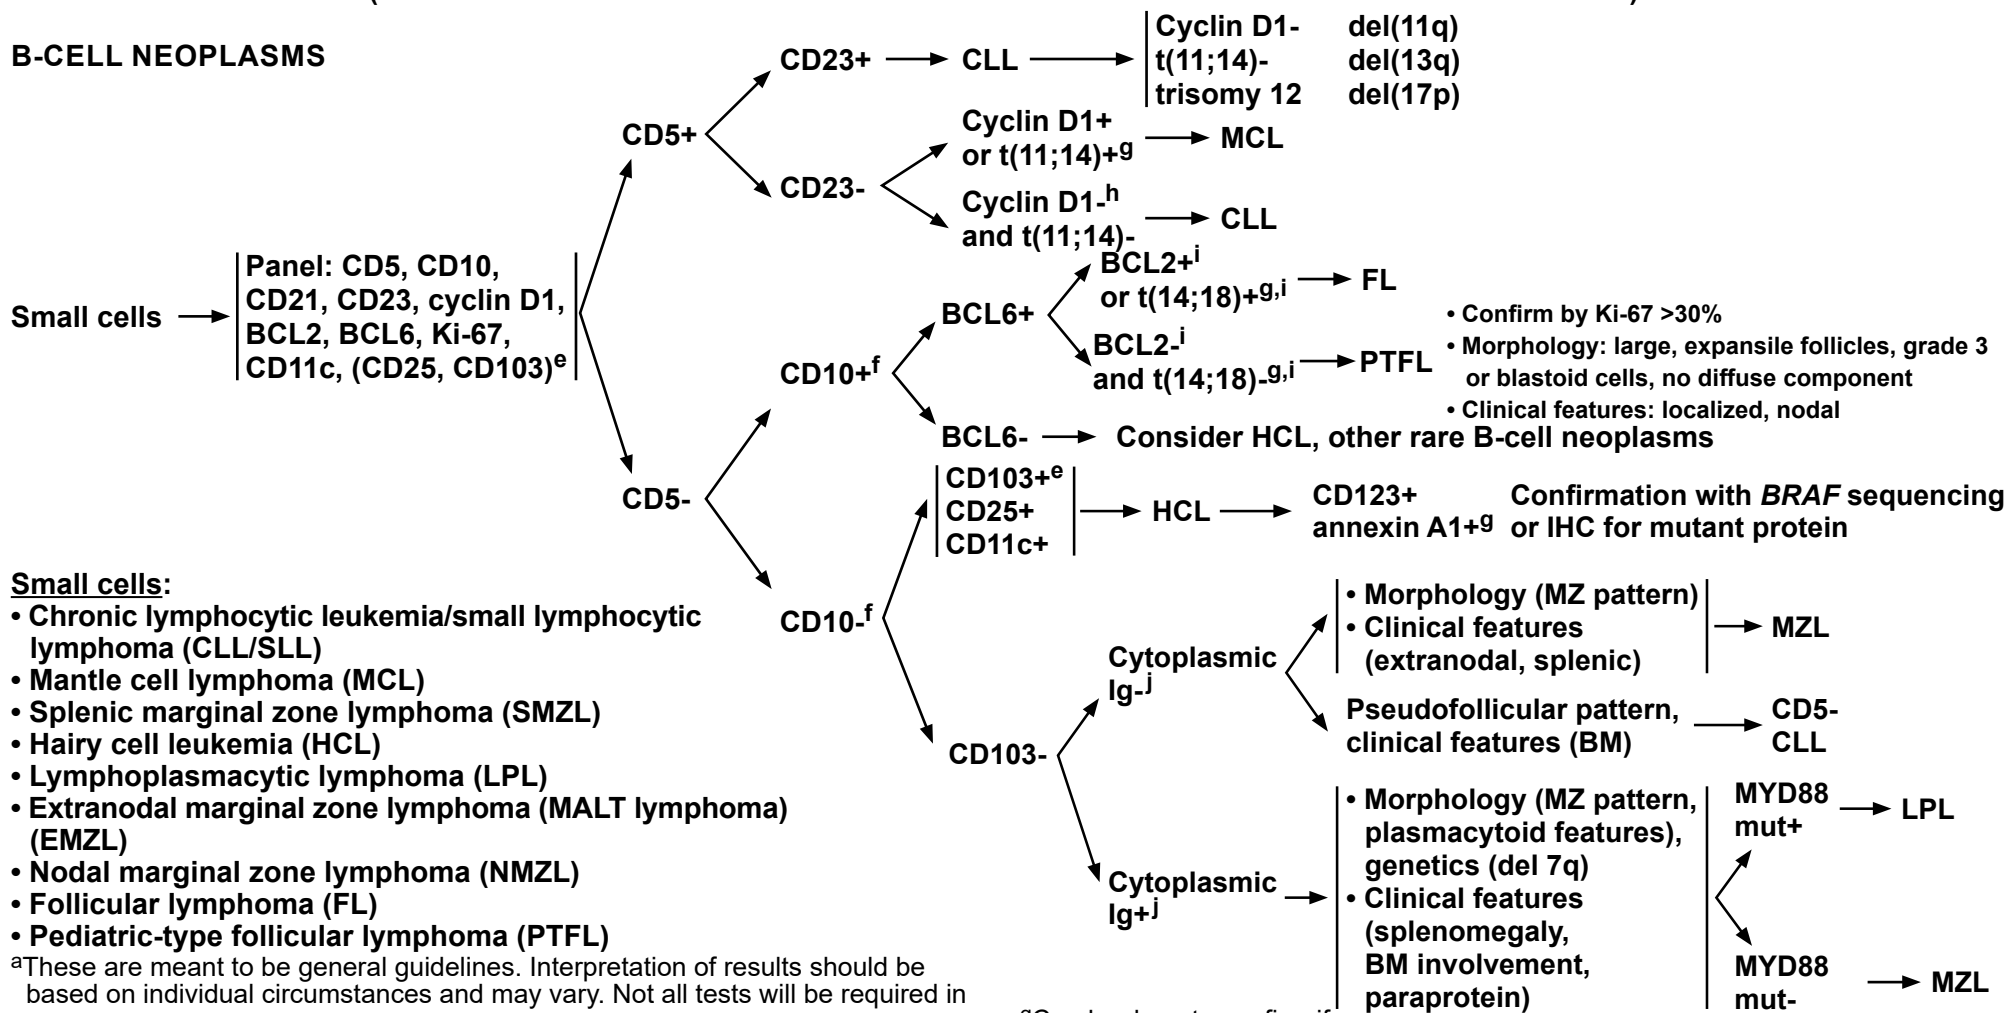 B-CELL NEOPLASMS
CD5+
CD23+
CLL
Cyclin D1- del(11q)
t(11;14)- del(13q)
trisomy 12 del(17p)
CD23-
Cyclin D1+
or t(11;14)+g
MCL
Cyclin D1-h
and t(11;14)-
CLL
Small cells
Panel: CD5, CD10,
CD21, CD23, cyclin D1,
BCL2, BCL6, Ki-67,
CD11c, (CD25, CD103)e
CD5-
CD10+f
BCL6+
BCL2+i
or t(14;18)+g,i
FL
BCL2-i
and t(14;18)-g,i
PTFL
• Confirm by Ki-67 >30%
• Morphology: large, expansile follicles, grade 3
or blastoid cells, no diffuse component
• Clinical features: localized, nodal
BCL6-
Consider HCL, other rare B-cell neoplasms
CD10-f
CD103+e
CD25+
CD11c+
HCL
CD123+
annexin A1+g
Confirmation with BRAF sequencing
or IHC for mutant protein
CD103-
Cytoplasmic
Ig-j
• Morphology (MZ pattern)
• Clinical features
(extranodal, splenic)
MZL
Pseudofollicular pattern,
clinical features (BM)
CD5-
CLL
Cytoplasmic
Ig+j
• Morphology (MZ pattern,
plasmacytoid features),
genetics (del 7q)
• Clinical features
(splenomegaly,
BM involvement,
paraprotein)
MYD88
mut+
LPL
MYD88
mut-
MZL
Small cells:
• Chronic lymphocytic leukemia/small lymphocytic
lymphoma (CLL/SLL)
• Mantle cell lymphoma (MCL)
• Splenic marginal zone lymphoma (SMZL)
• Hairy cell leukemia (HCL)
• Lymphoplasmacytic lymphoma (LPL)
• Extranodal marginal zone lymphoma (MALT lymphoma)
(EMZL)
• Nodal marginal zone lymphoma (NMZL)
• Follicular lymphoma (FL)
• Pediatric-type follicular lymphoma (PTFL)
aThese are meant to be general guidelines. Interpretation of results should be
based on individual circumstances and may vary. Not all tests will be required in